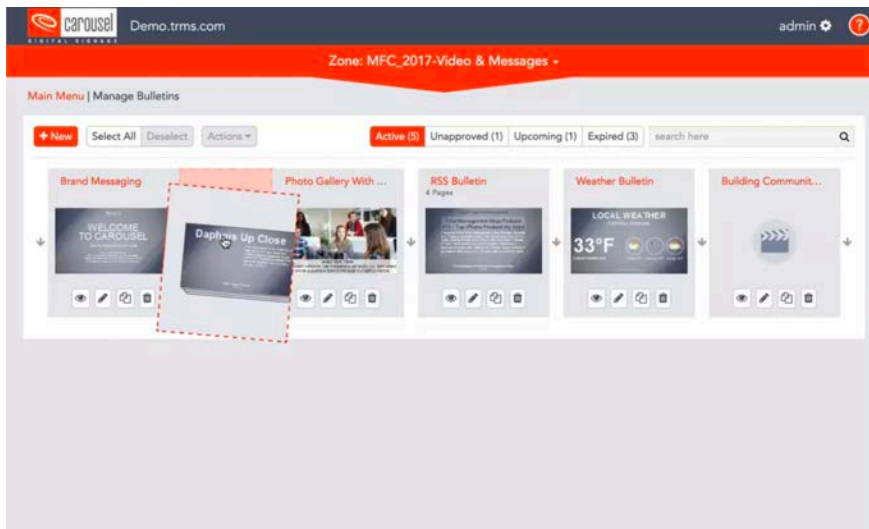 carousel
DIGITAL SIGNAGE
Demo.trms.com
admin
?
Zone: MFC_2017-Video & Messages
Main Menu | Manage Bulletins
+ New
Select All
Deselect
Actions
Active (5)
Unapproved (1)
Upcoming (1)
Expired (3)
search here
Brand Messaging
Photo Gallery With ...
RSS Bulletin
4 Pages
Weather Bulletin
Building Communit...
WELCOME
TO CAROUSEL
Daphnis Up Close
LOCAL WEATHER
33°F